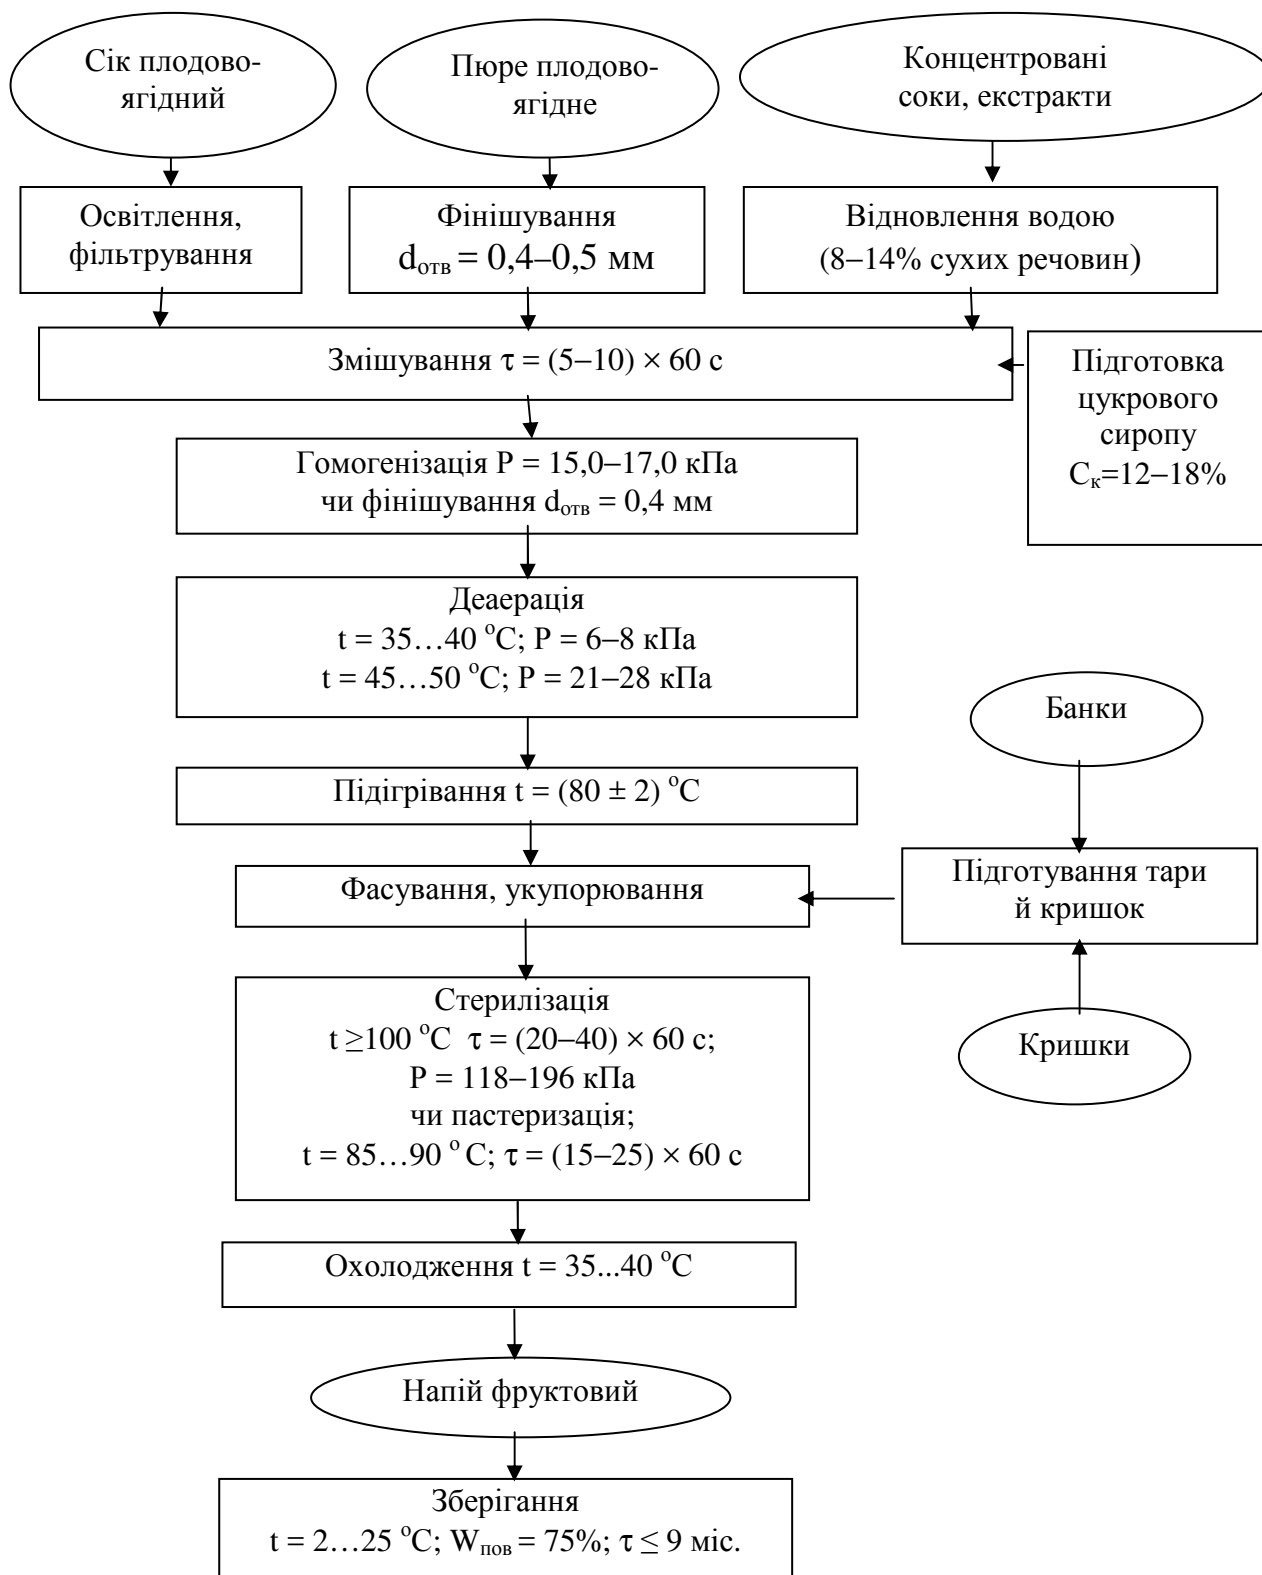 Сік плодово-
ягідний
Пюре плодово-
ягідне
Концентровані
соки, екстракти
Освітлення,
фільтрування
Фінішування
dотв = 0,4–0,5 мм
Відновлення водою
(8–14% сухих речовин)
Змішування τ = (5–10) × 60 с
Підготовка
цукрового
сиропу
Cк=12–18%
Гомогенізація P = 15,0–17,0 кПа
чи фінішування dотв = 0,4 мм
Деаерація
t = 35…40 °C; P = 6–8 кПа
t = 45…50 °C; P = 21–28 кПа
Підігрівання t = (80 ± 2) °C
Банки
Фасування, укупорювання
Підготування тари
й кришок
Кришки
Стерилізація
t ≥100 °C τ = (20–40) × 60 с;
P = 118–196 кПа
чи пастеризація;
t = 85…90 ° C; τ = (15–25) × 60 с
Охолодження t = 35...40 °C
Напій фруктовий
Зберігання
t = 2…25 °C; Wпов = 75%; τ ≤ 9 міс.